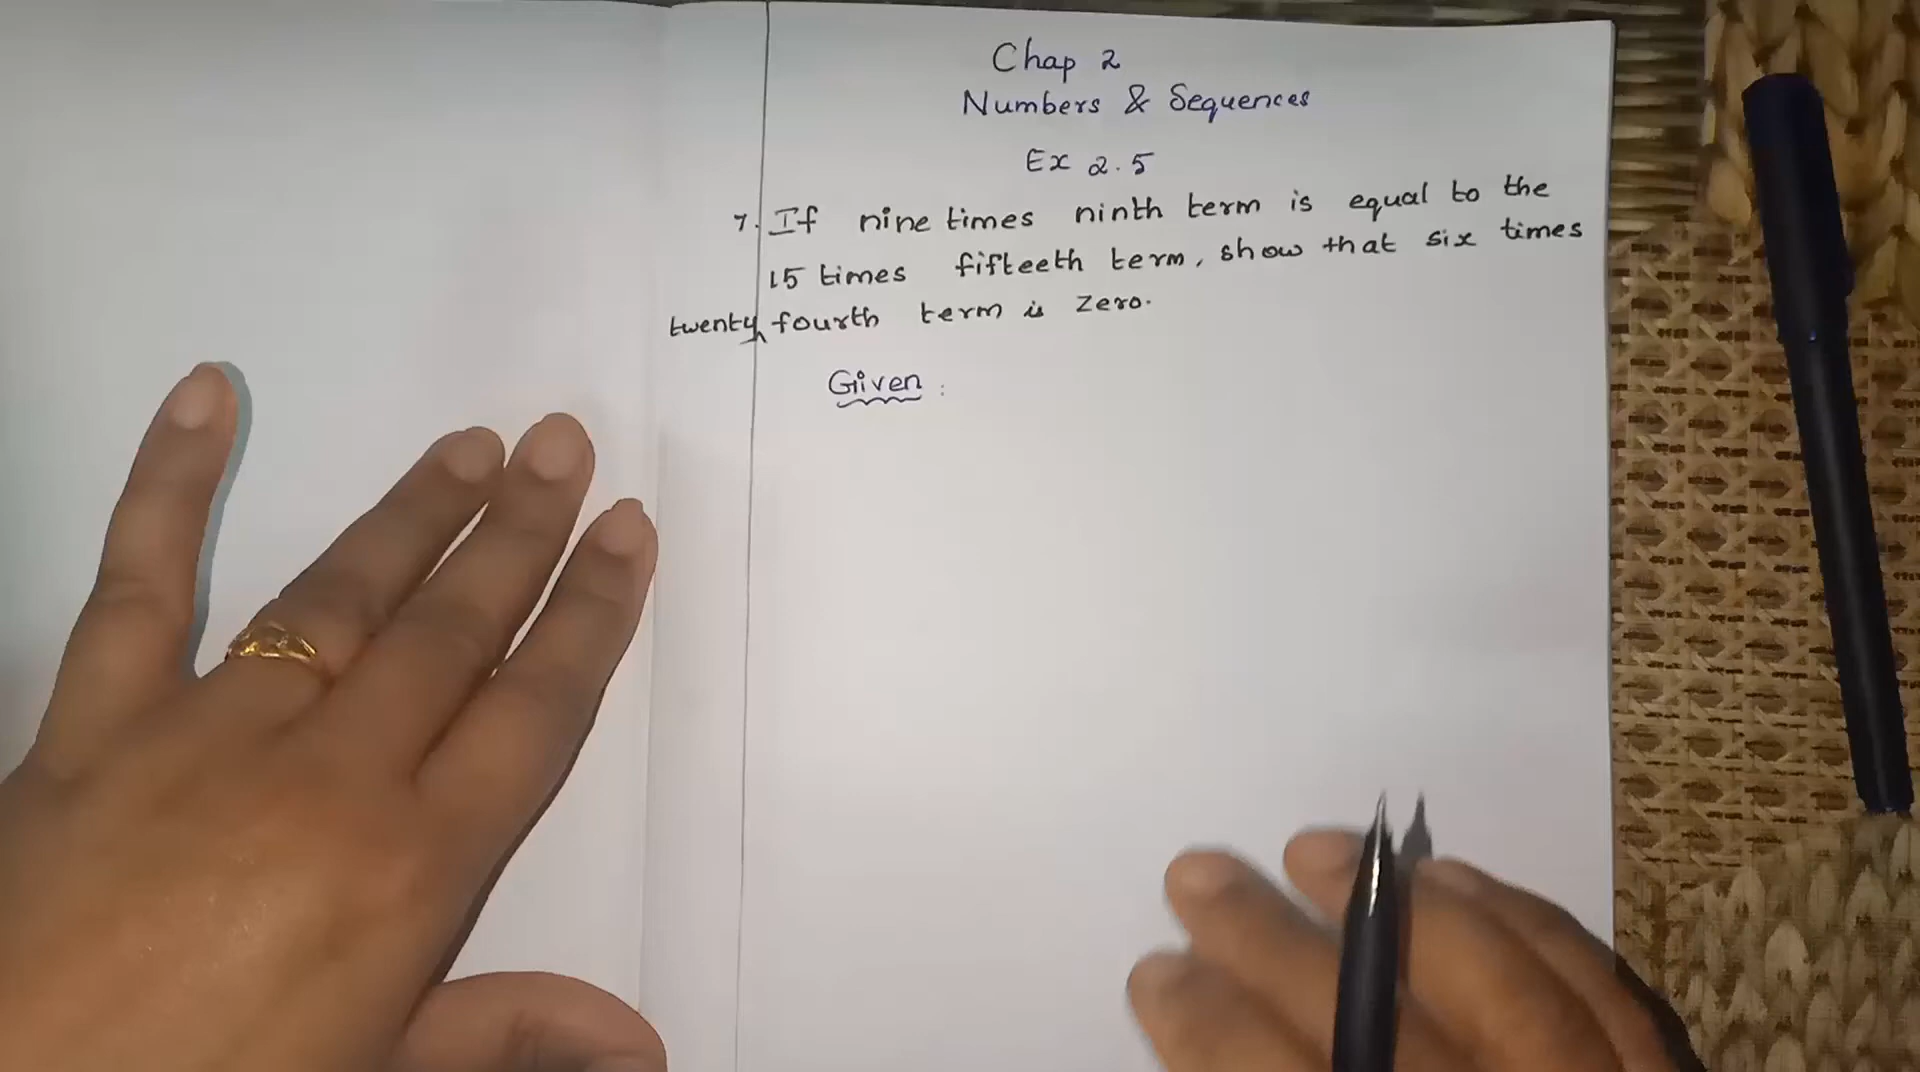 Chap 2
Numbers & Sequences
Ex 2.5
7. If nine times ninth term is equal to the
15 times fifteeth term, show that six times
twenty fourth term is zero.
Given :